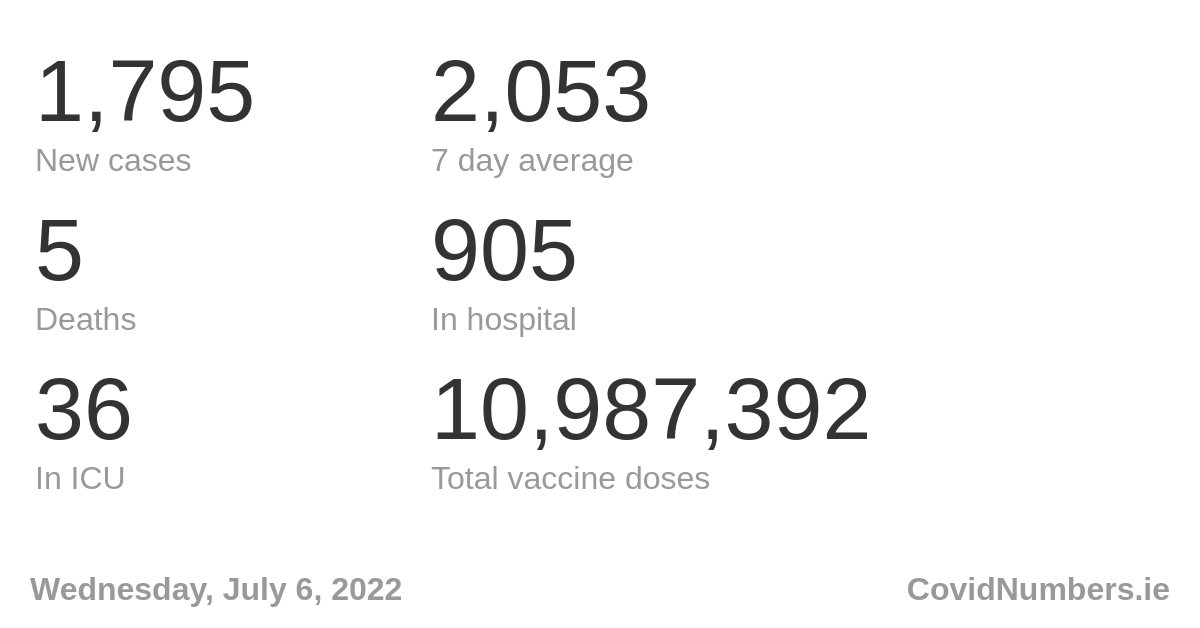 1,795
New cases
2,053
7 day average
5
Deaths
905
In hospital
36
In ICU
10,987,392
Total vaccine doses
Wednesday, July 6, 2022
CovidNumbers.ie